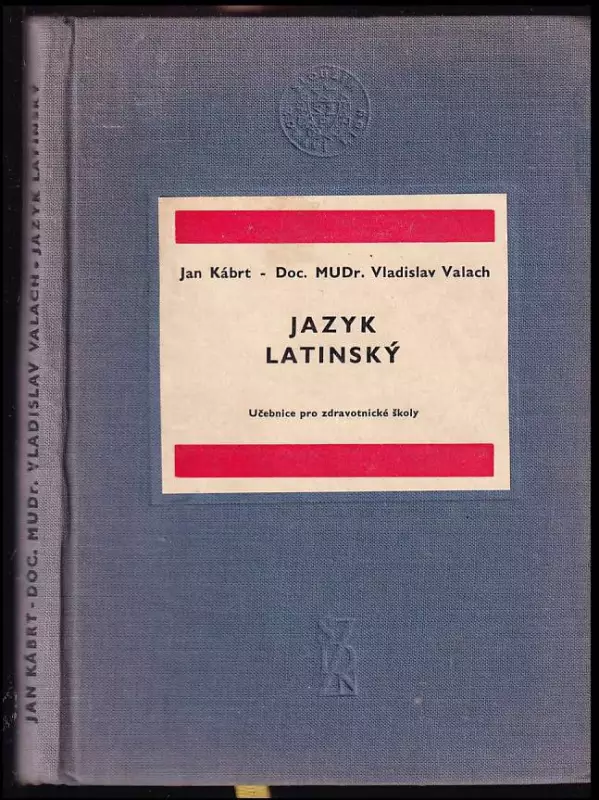 Jan Kábrt - Doc. MUDr. Vladislav Valach
JAZYK
LATINSKÝ
Učebnice pro zdravotnické školy
JAN KÁBRT - DOC. MUDr. VLADISLAV VALACH - JAZYK LATINSKÝ